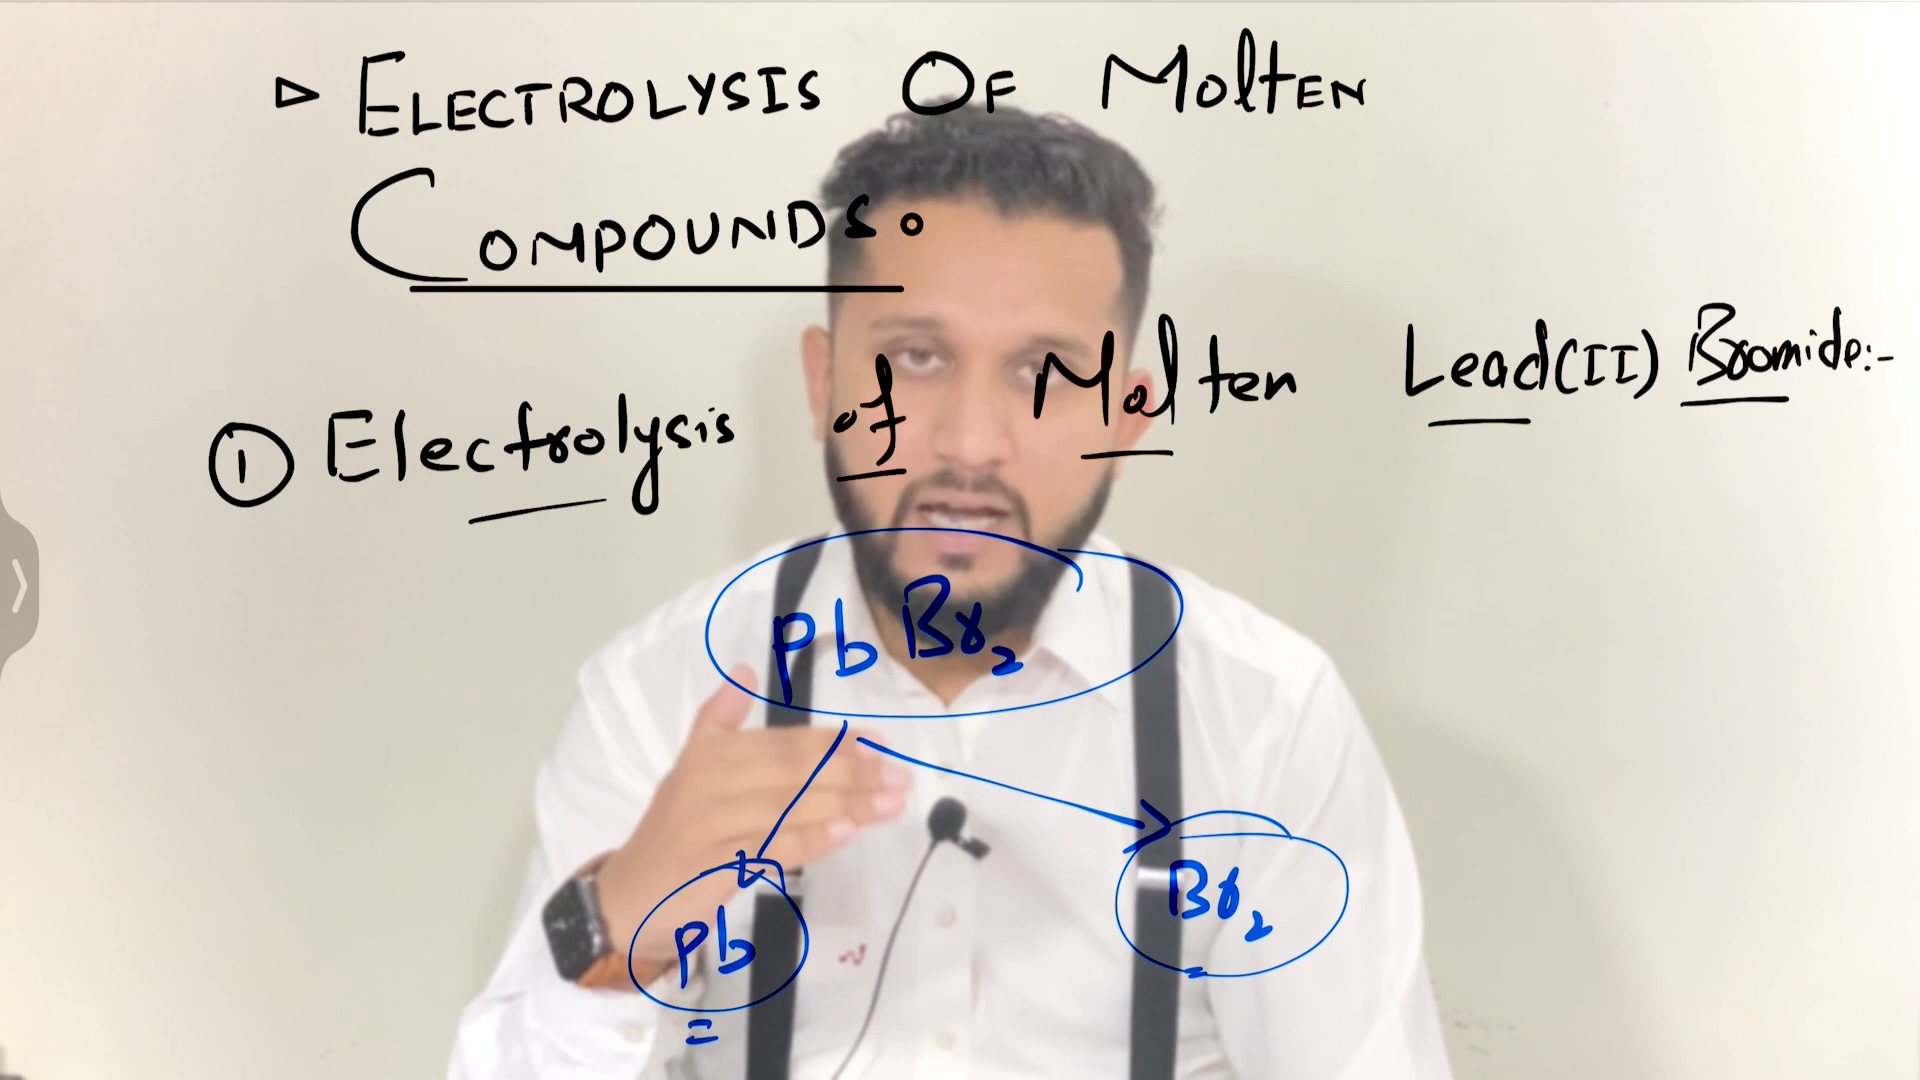 ▷ ELECTROLYSIS OF MOLTEN
COMPOUNDS:
① Electrolysis of Molten Lead(II) Bromide:-
PbBr₂
Pb
Br₂